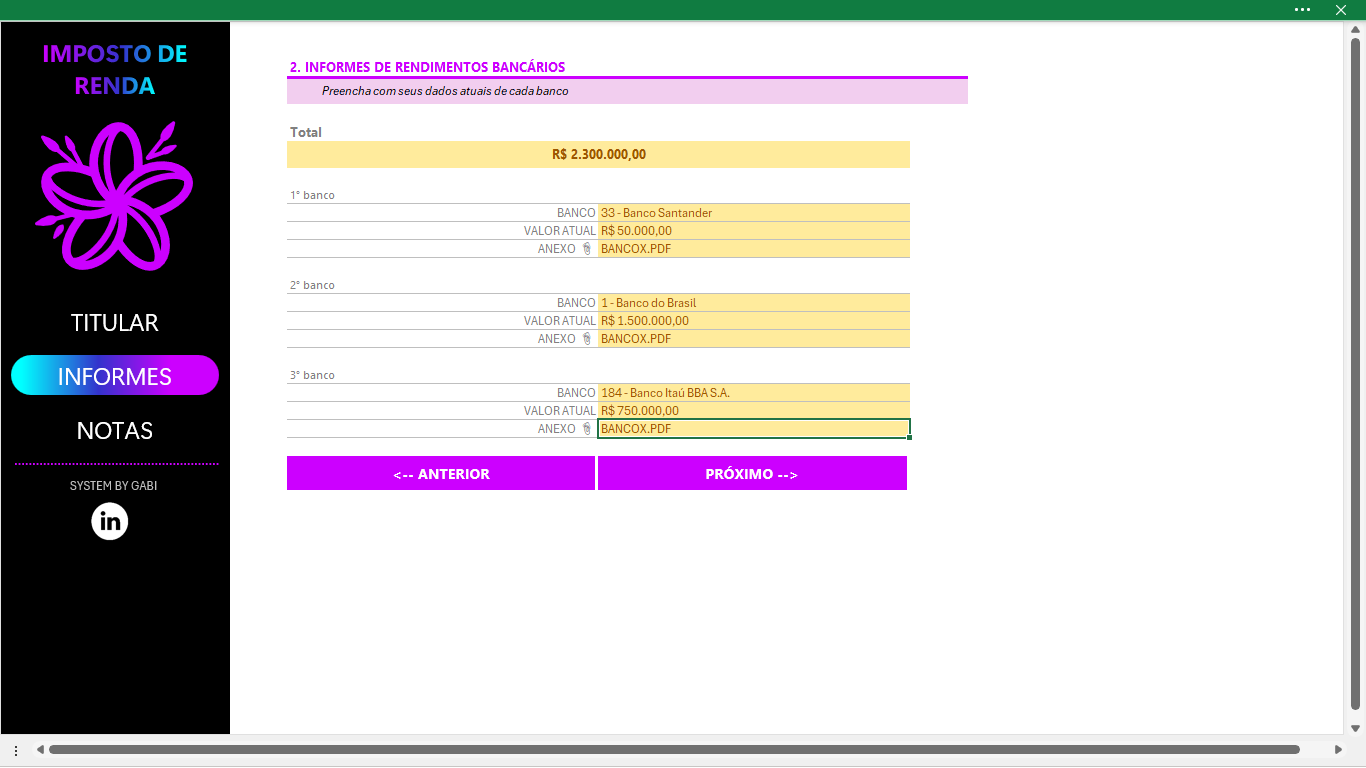 IMPOSTO DE
RENDA
TITULAR
INFORMES
NOTAS
SYSTEM BY GABI
in
2. INFORMES DE RENDIMENTOS BANCÁRIOS
Preencha com seus dados atuais de cada banco
Total
R$ 2.300.000,00
1° banco
BANCO 33 - Banco Santander
VALOR ATUAL R$ 50.000,00
ANEXO BANCOX.PDF
2° banco
BANCO 1 - Banco do Brasil
VALOR ATUAL R$ 1.500.000,00
ANEXO BANCOX.PDF
3° banco
BANCO 184 - Banco Itaú BBA S.A.
VALOR ATUAL R$ 750.000,00
ANEXO BANCOX.PDF
<-- ANTERIOR PRÓXIMO -->